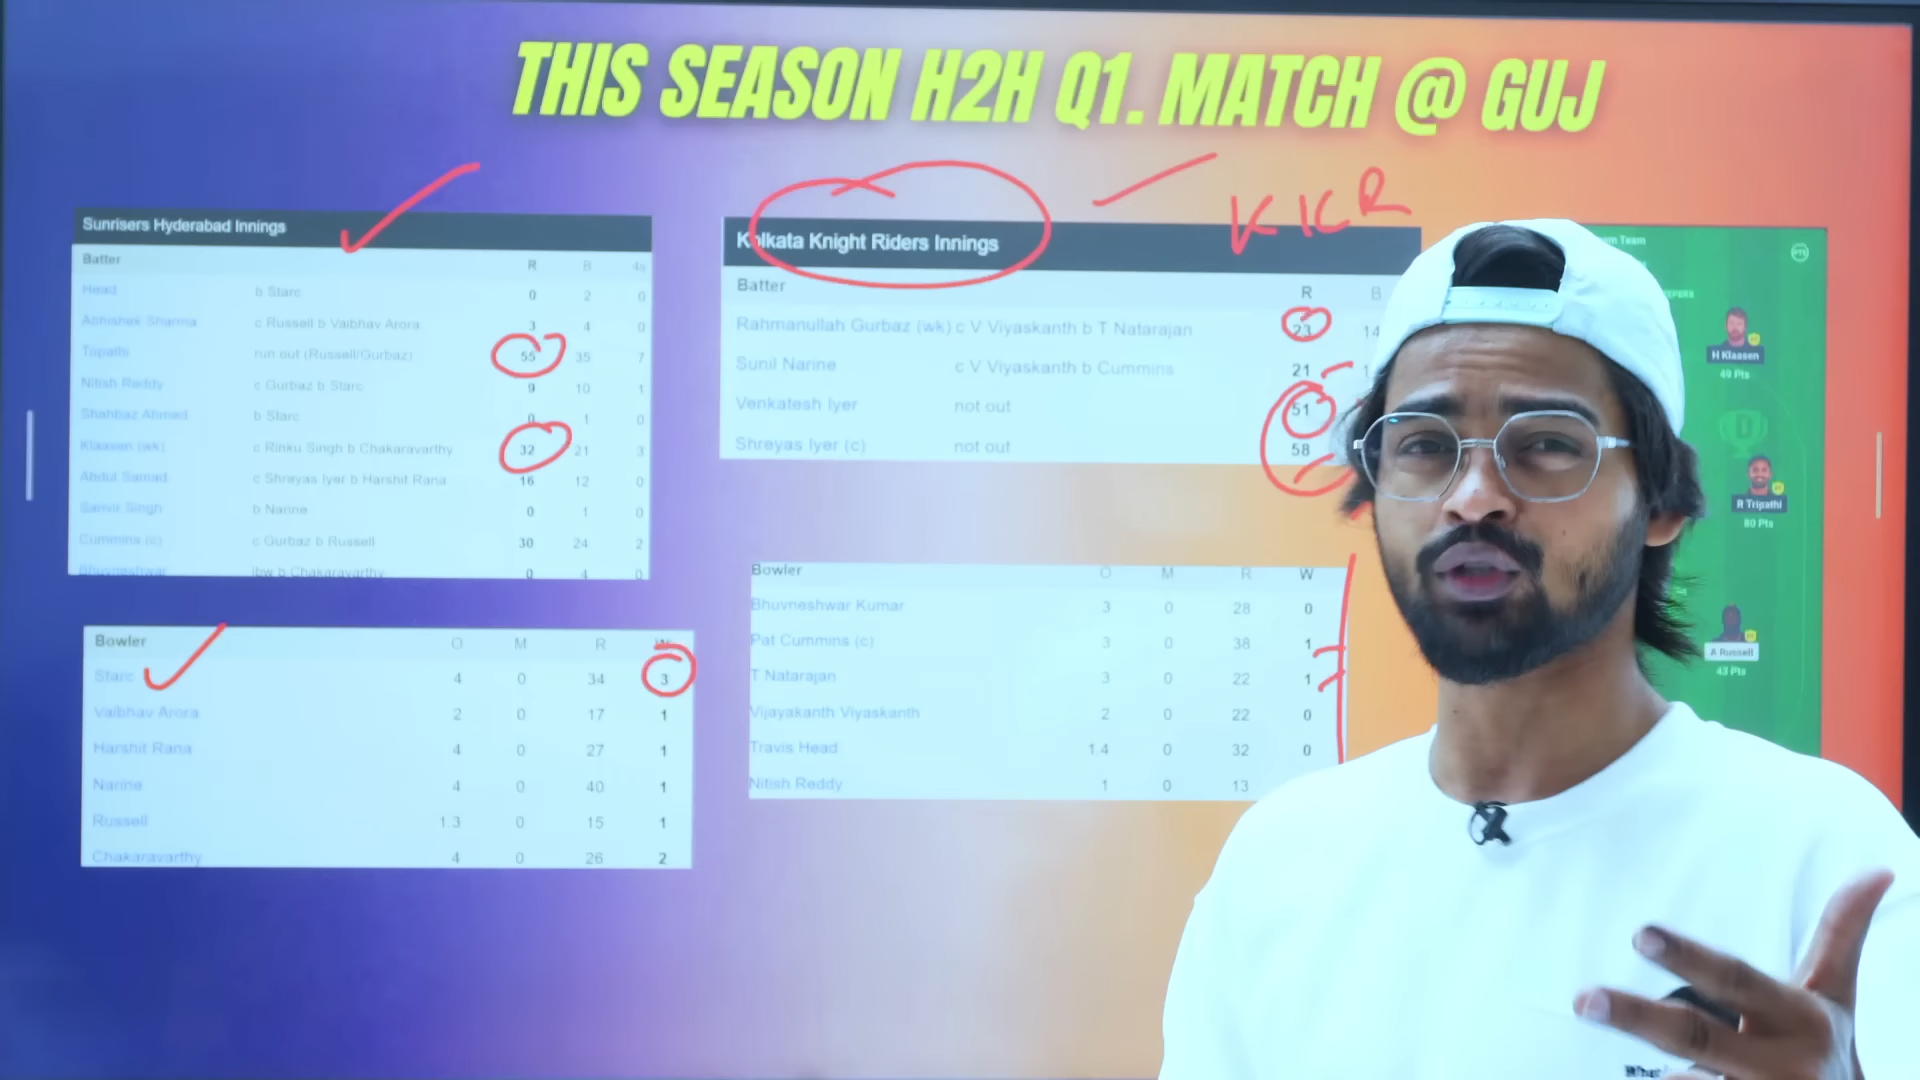 THIS SEASON H2H Q1. MATCH @ GUJ
KKR
Sunrisers Hyderabad Innings
Batter R B 4s
Head b Starc 0 2 0
Abhishek Sharma c Russell b Vaibhav Arora 3 4 0
Tripathi run out (Russell/Gurbaz) 55 35 7
Nitish Reddy c Gurbaz b Starc 9 10 1
Shahbaz Ahmed b Starc 0 1 0
Klaasen (wk) c Rinku Singh b Chakaravarthy 32 21 3
Abdul Samad c Shreyas Iyer b Harshit Rana 16 12 0
Sanvir Singh b Narine 0 1 0
Cummins (c) c Gurbaz b Russell 30 24 2
Bhuvneshwar lbw b Chakaravarthy 0 4 0
Bowler O M R W
Starc 4 0 34 3
Vaibhav Arora 2 0 17 1
Harshit Rana 4 0 27 1
Narine 4 0 40 1
Russell 1.3 0 15 1
Chakaravarthy 4 0 26 2
Kolkata Knight Riders Innings
Batter R B
Rahmanullah Gurbaz (wk) c V Viyaskanth b T Natarajan 23 14
Sunil Narine c V Viyaskanth b Cummins 21
Venkatesh Iyer not out 51
Shreyas Iyer (c) not out 58
Bowler O M R W
Bhuvneshwar Kumar 3 0 28 0
Pat Cummins (c) 3 0 38 1
T Natarajan 3 0 22 1
Vijayakanth Viyaskanth 2 0 22 0
Travis Head 1.4 0 32 0
Nitish Reddy 1 0 13
Team
PTS
H Klaasen
49 Pts
D
R Tripathi
80 Pts
A Russell
43 Pts